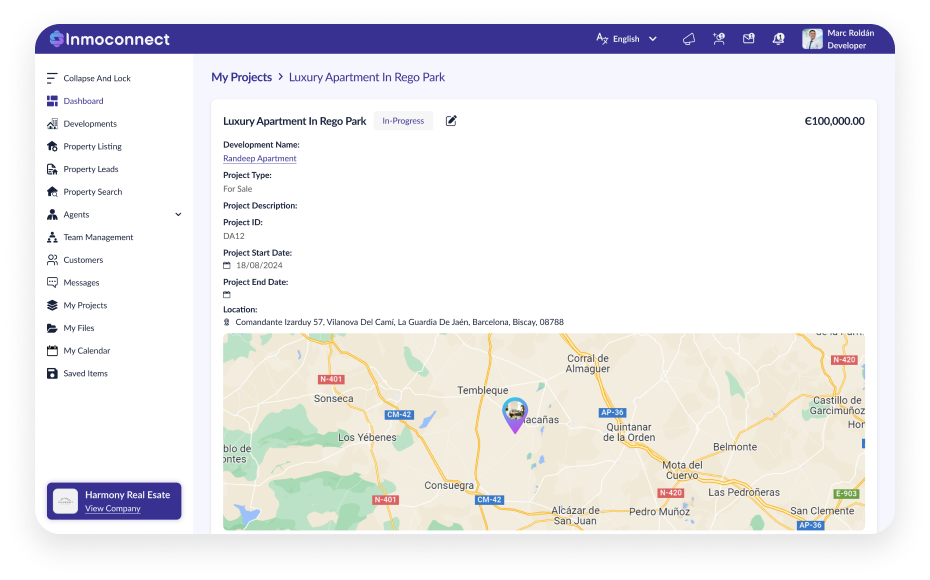 Inmoconnect
English
Marc Roldán
Developer
Collapse And Lock
Dashboard
Developments
Property Listing
Property Leads
Property Search
Agents
Team Management
Customers
Messages
My Projects
My Files
My Calendar
Saved Items
Harmony Real Esate
View Company
My Projects > Luxury Apartment In Rego Park
Luxury Apartment In Rego Park In-Progress €100,000.00
Development Name:
Randeep Apartment
Project Type:
For Sale
Project Description:
Project ID:
DA12
Project Start Date:
18/08/2024
Project End Date:
Location:
Comandante Izarduy 57, Vilanova Del Camí, La Guardia De Jaén, Barcelona, Biscay, 08788
Corral de
Almaguer
N-420
N-401
Tembleque
Sonseca
Castillo de
Garcimuñoz
CM-42
AP-36
acañas
Hor
Quintanar
de la Orden
Los Yébenes
Belmonte
blo de
ontes
Mota del
Cuervo
Consuegra
N-420
Las Pedroñeras
E-903
N-401
CM-42
Alcázar de
San Juan
Pedro Muñoz
San Clemente
AP-36